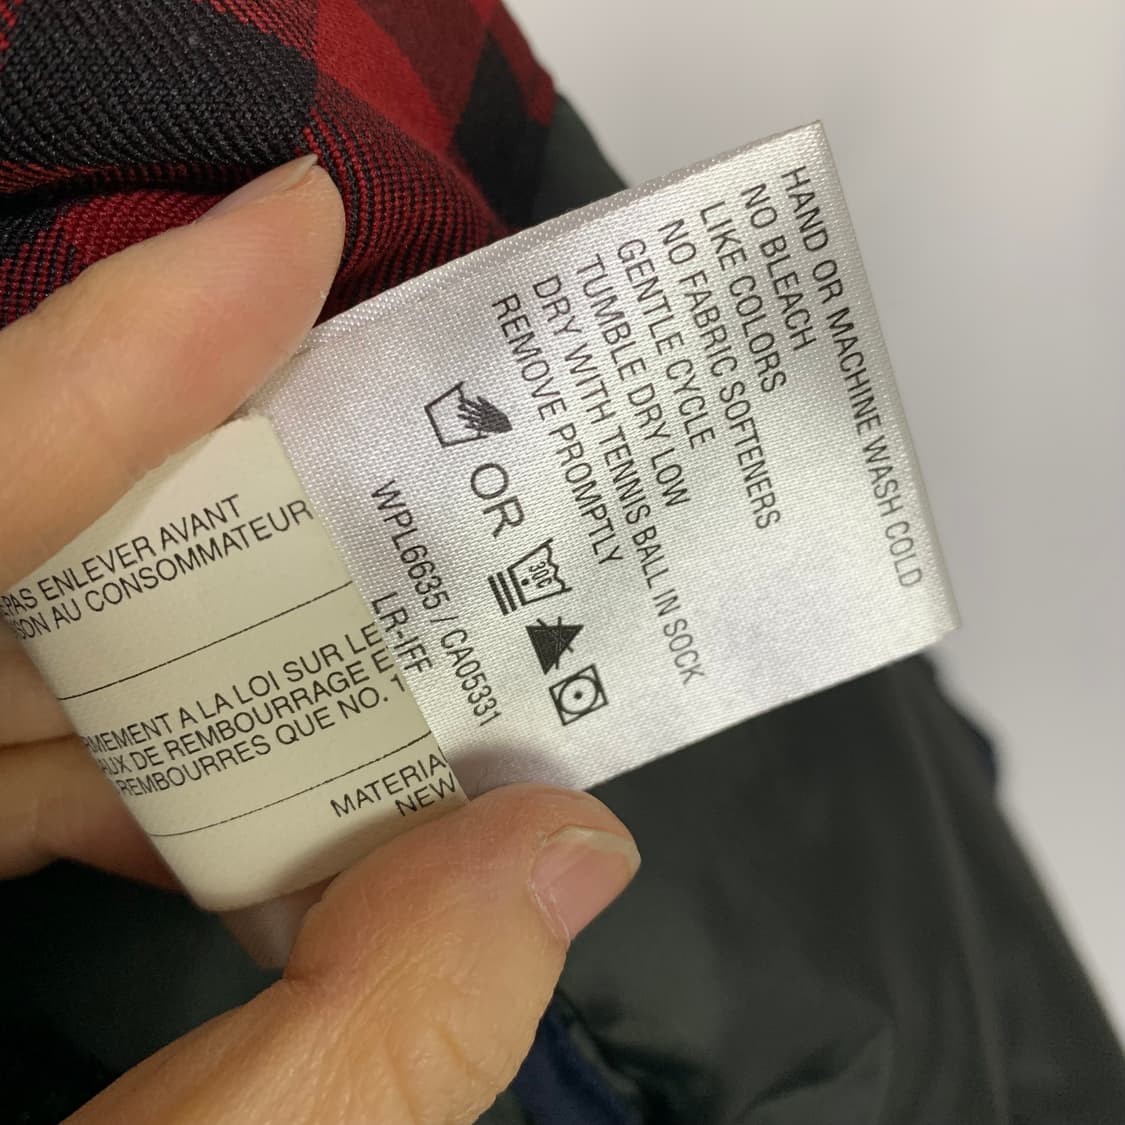 HAND OR MACHINE WASH COLD
NO BLEACH
LIKE COLORS
NO FABRIC SOFTENERS
GENTLE CYCLE
TUMBLE DRY LOW
DRY WITH TENNIS BALL IN SOCK
REMOVE PROMPTLY
OR
30C
WPL6635 / CA05331
LR-IFF
PAS ENLEVER AVANT
SON AU CONSOMMATEUR
RMEMENT A LA LOI SUR LE
AUX DE REMBOURRAGE E
REMBOURRES QUE NO. 1
MATERIA
NEW